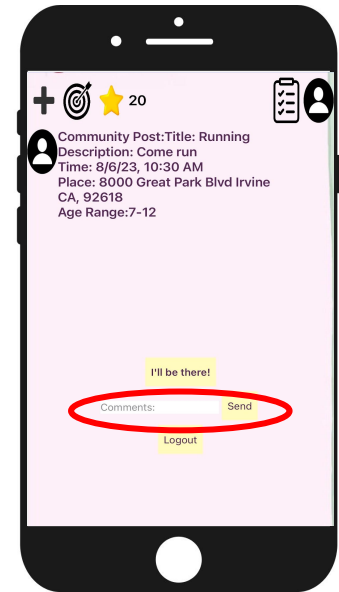 20
Community Post:Title: Running
Description: Come run
Time: 8/6/23, 10:30 AM
Place: 8000 Great Park Blvd Irvine
CA, 92618
Age Range:7-12
I'll be there!
Comments: Send
Logout